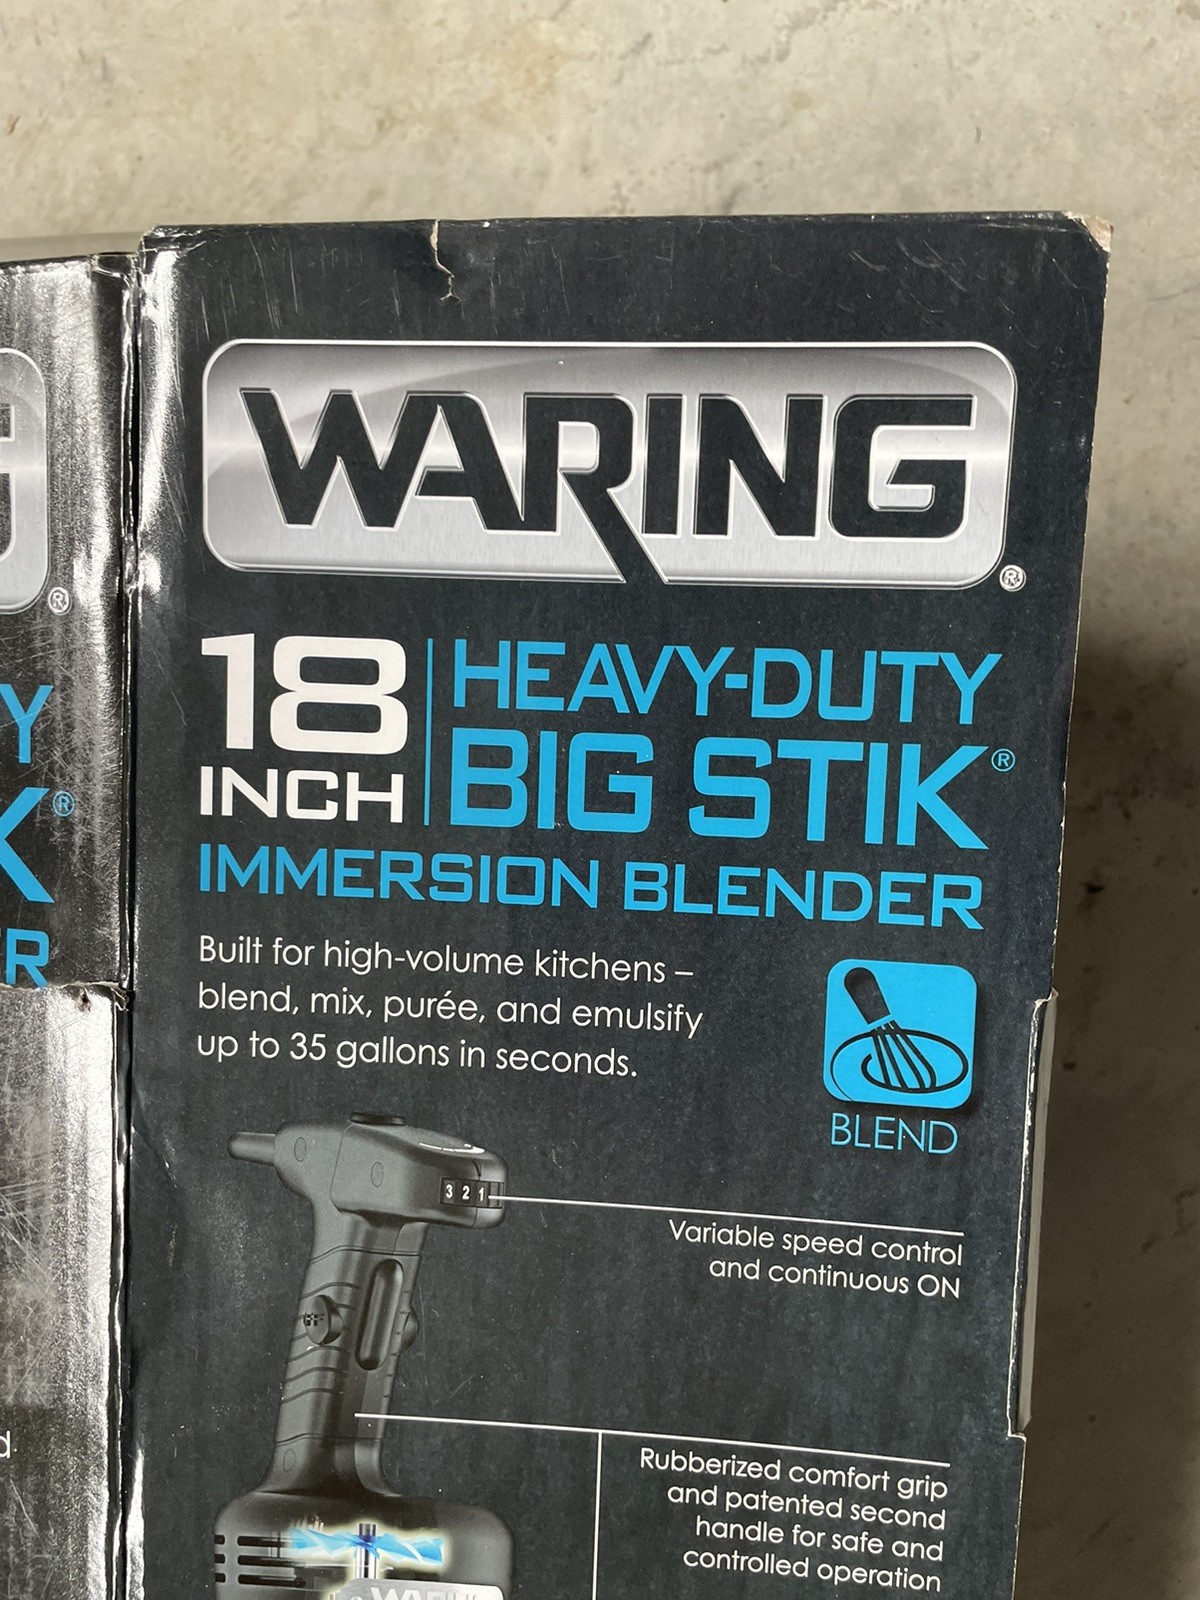 WARING®
18 INCH
HEAVY-DUTY
BIG STIK®
IMMERSION BLENDER
Built for high-volume kitchens –
blend, mix, purée, and emulsify
up to 35 gallons in seconds.
BLEND
3 2 1
Variable speed control
and continuous ON
Rubberized comfort grip
and patented second
handle for safe and
controlled operation
WARING
G®
Y
K®
R
d